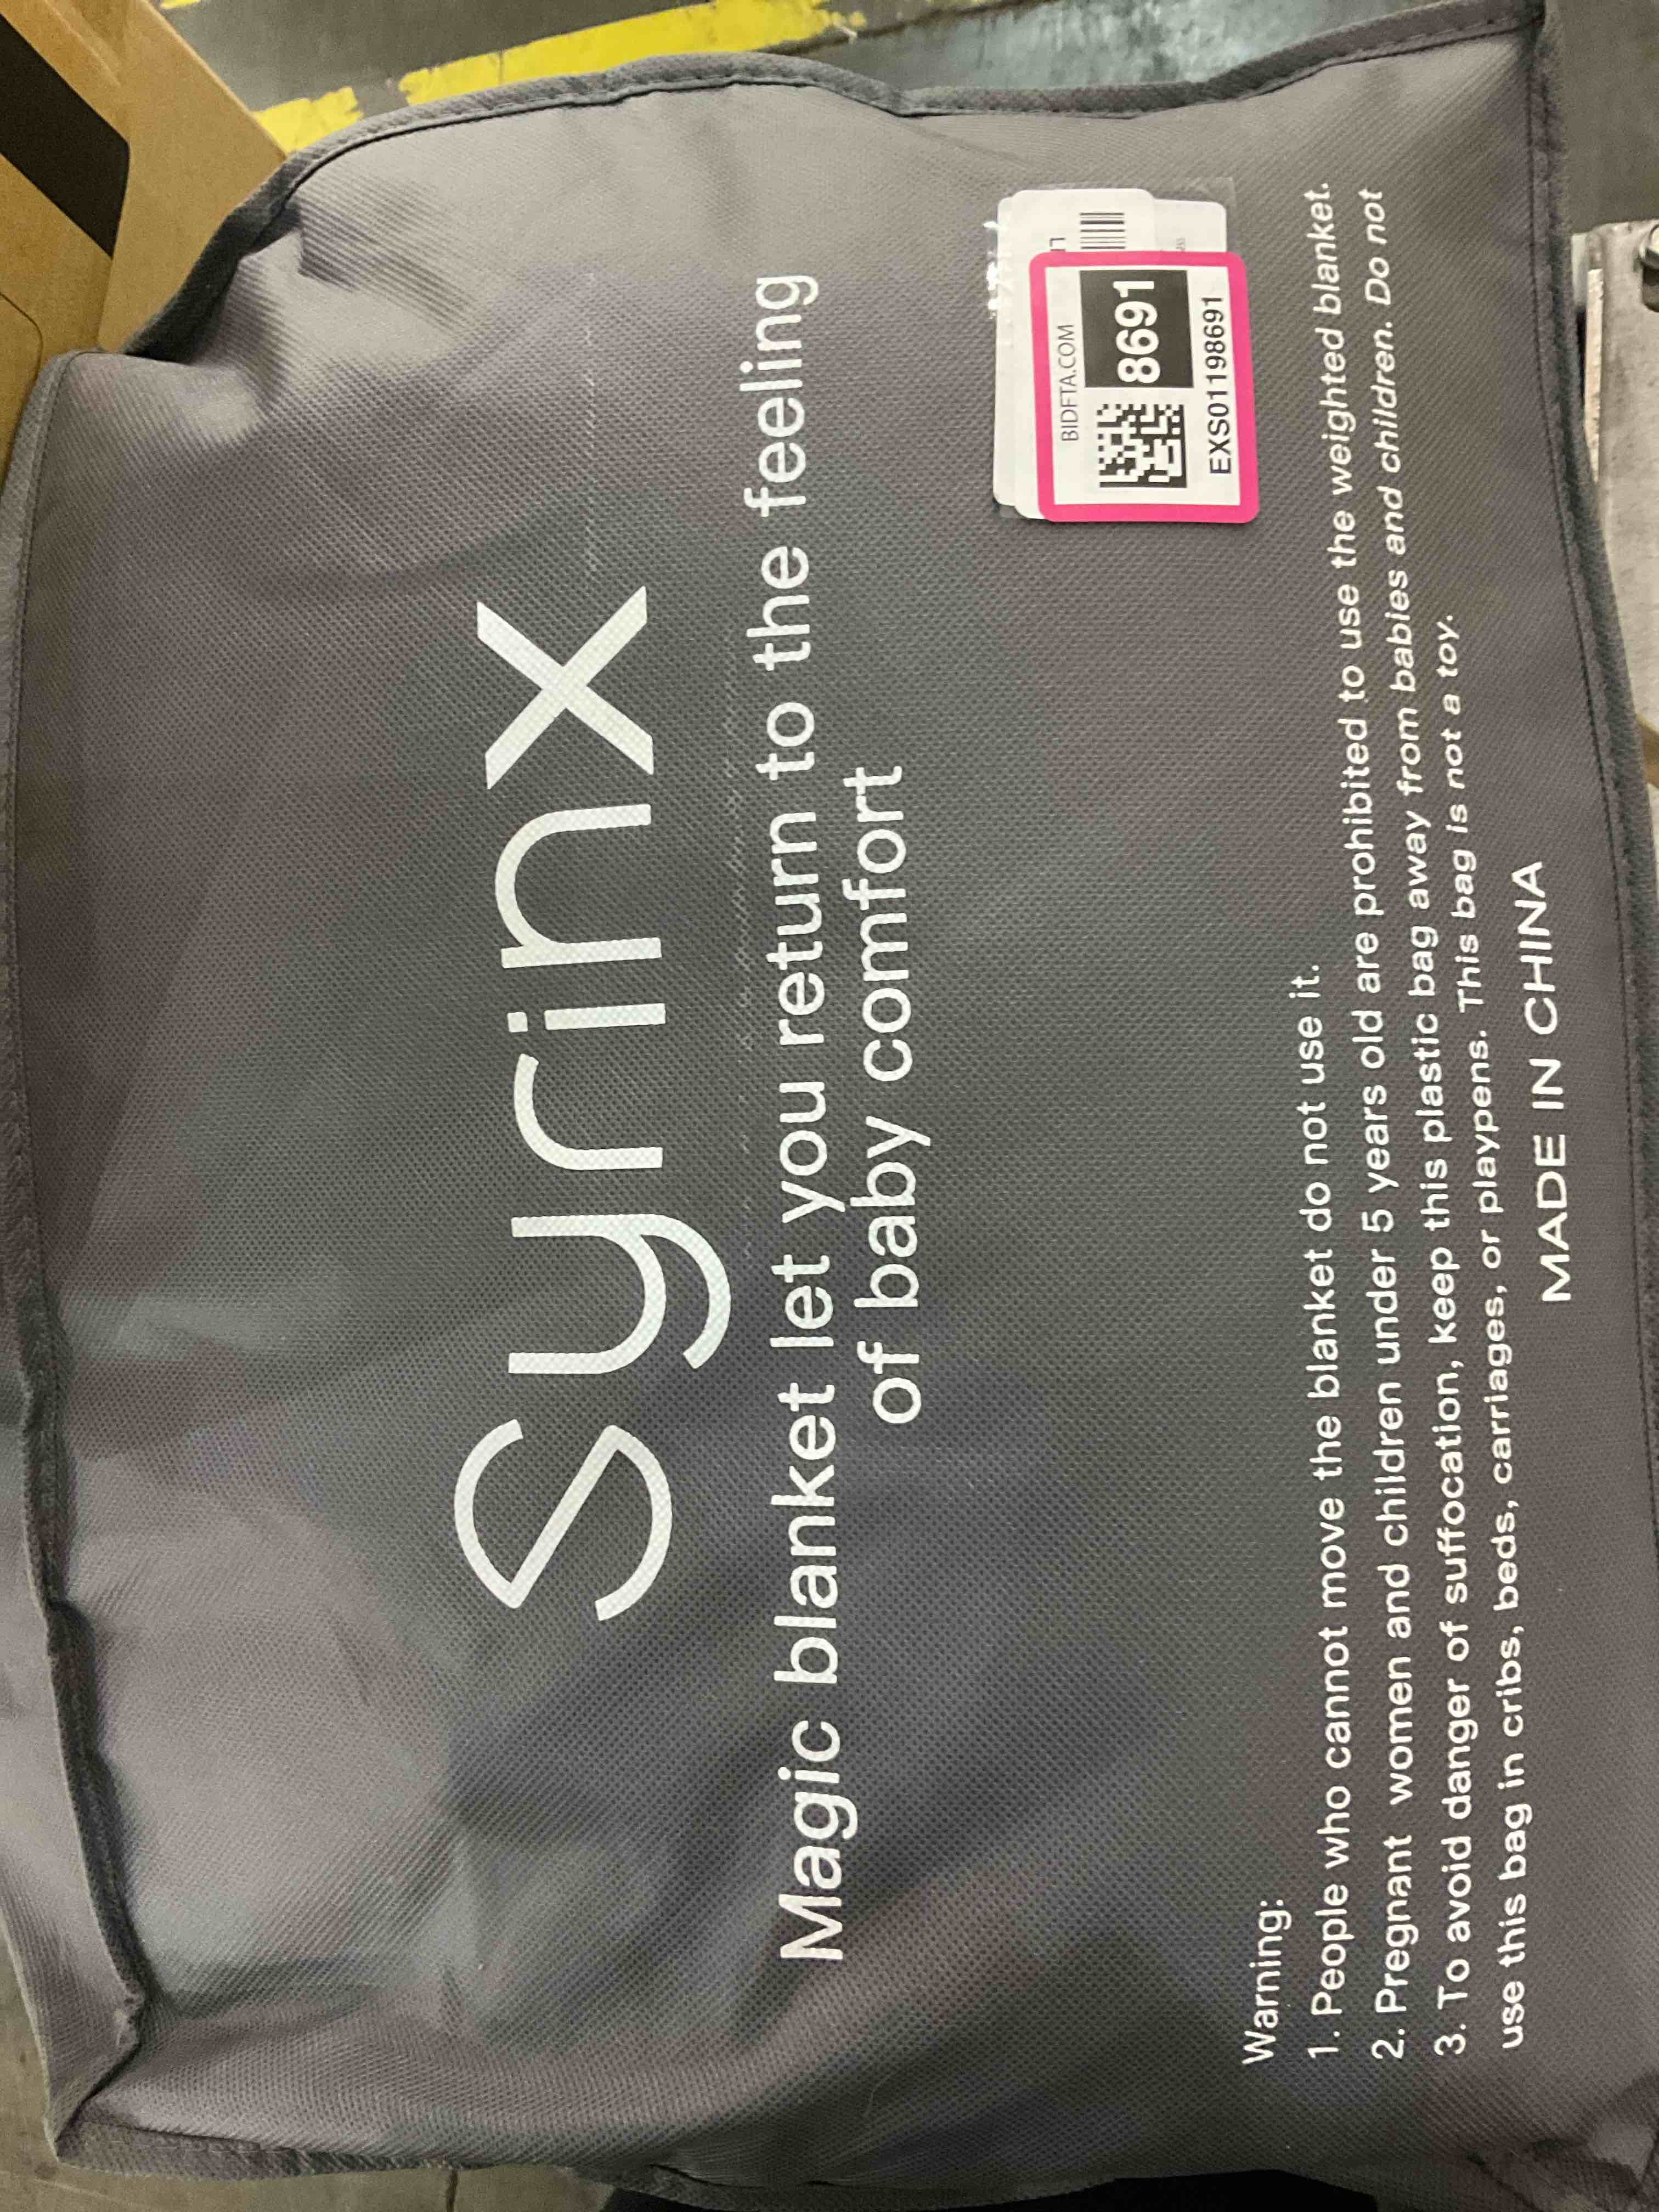 Syrinx
Magic blanket let you return to the feeling
of baby comfort
BIDFTA.COM
8691
EXS01198691
Warning:
1. People who cannot move the blanket do not use it.
2. Pregnant women and children under 5 years old are prohibited to use the weighted blanket.
3. To avoid danger of suffocation, keep this plastic bag away from babies and children. Do not
use this bag in cribs, beds, carriages, or playpens. This bag is not a toy.
MADE IN CHINA